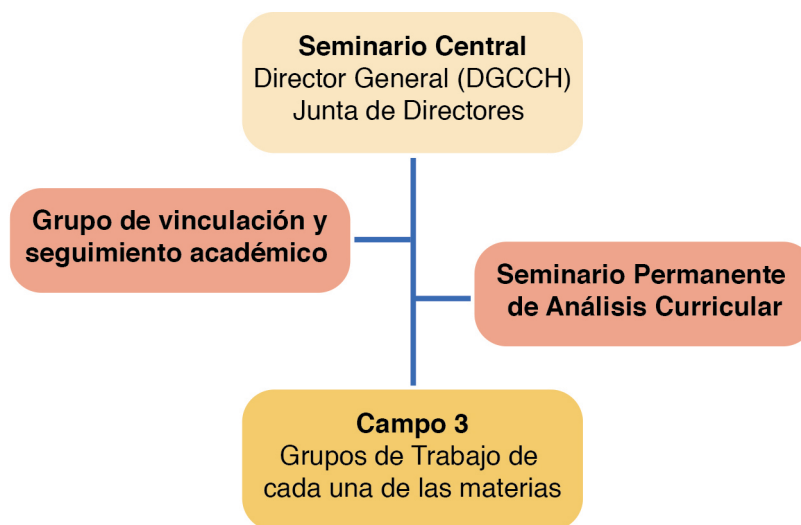 Seminario Central
Director General (DGCCH)
Junta de Directores
Grupo de vinculación y
seguimiento académico
Seminario Permanente
de Análisis Curricular
Campo 3
Grupos de Trabajo de
cada una de las materias